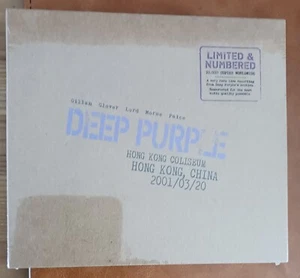 LIMITED &
NUMBERED
Gillan Glover Lord Morse Paice
DEEP PURPLE
HONG KONG COLISEUM
HONG KONG, CHINA
2001/03/20